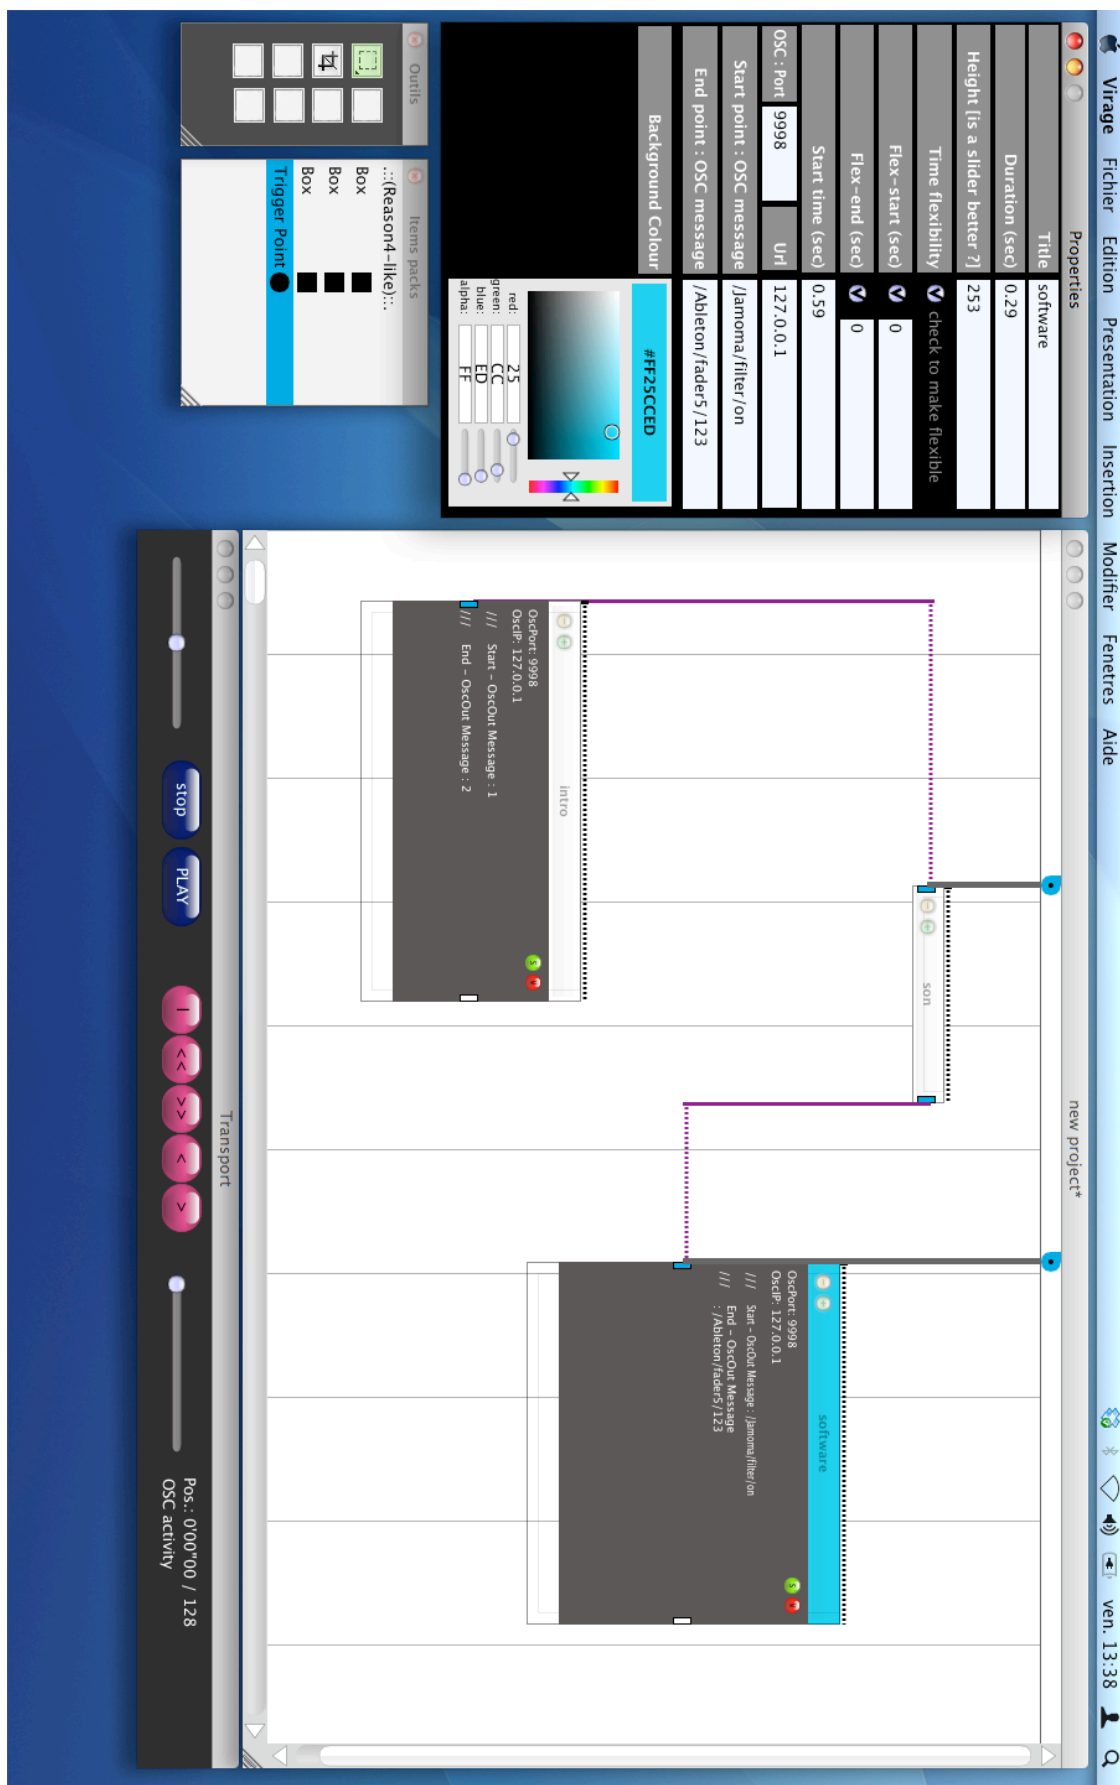 Virage Fichier Edition Presentation Insertion Modifier Fenetres Aide ven. 13:38
Properties
Title software
Duration (sec) 0.29
Height [is a slider better ?] 253
Time flexibility check to make flexible
Flex-start (sec) 0
Flex-end (sec) 0
Start time (sec) 0.59
OSC : Port 9998 Url 127.0.0.1
Start point : OSC message /Jamoma/filter/on
End point : OSC message /Ableton/fader5/123
Background Colour #FF25CCED
red: 25
green: CC
blue: ED
alpha: FF
Outils
Items packs
..::(Reason4-like)::.
Box
Box
Box
Trigger Point
new project*
son
software
OscPort: 9998
OscIP: 127.0.0.1
/// Start - OscOut Message : /Jamoma/filter/on
/// End - OscOut Message
: /Ableton/fader5/123
S
intro
OscPort: 9998
OscIP: 127.0.0.1
/// Start - OscOut Message : 1
/// End - OscOut Message : 2
S
Transport
stop PLAY | << >> < >
Pos.: 0'00"00 / 128
OSC activity